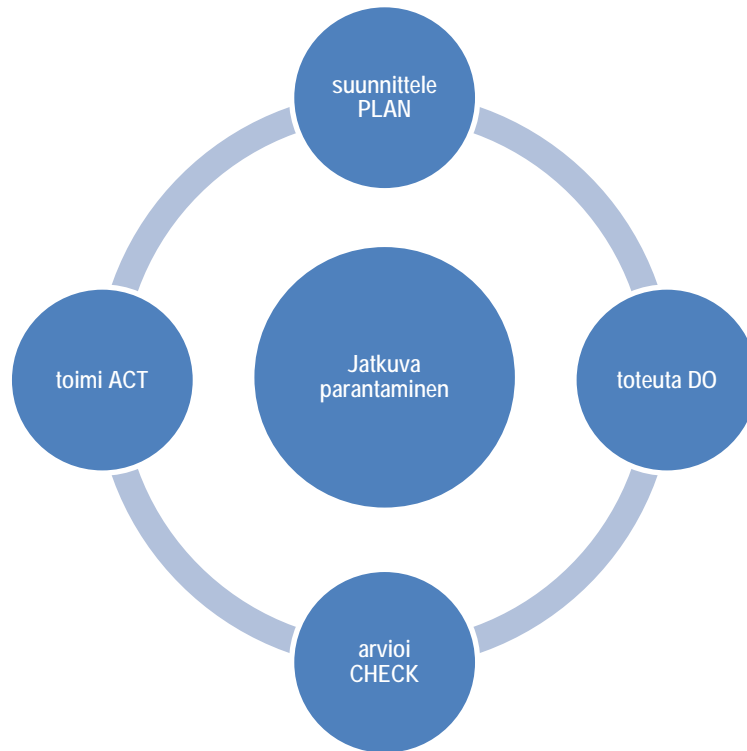 suunnittele
PLAN
toteuta DO
arvioi
CHECK
toimi ACT
Jatkuva
parantaminen